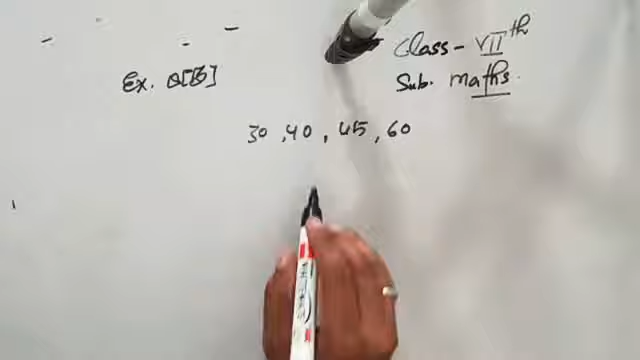 Class - VIIth
Sub. maths.
Ex.
30, 40, 45, 60